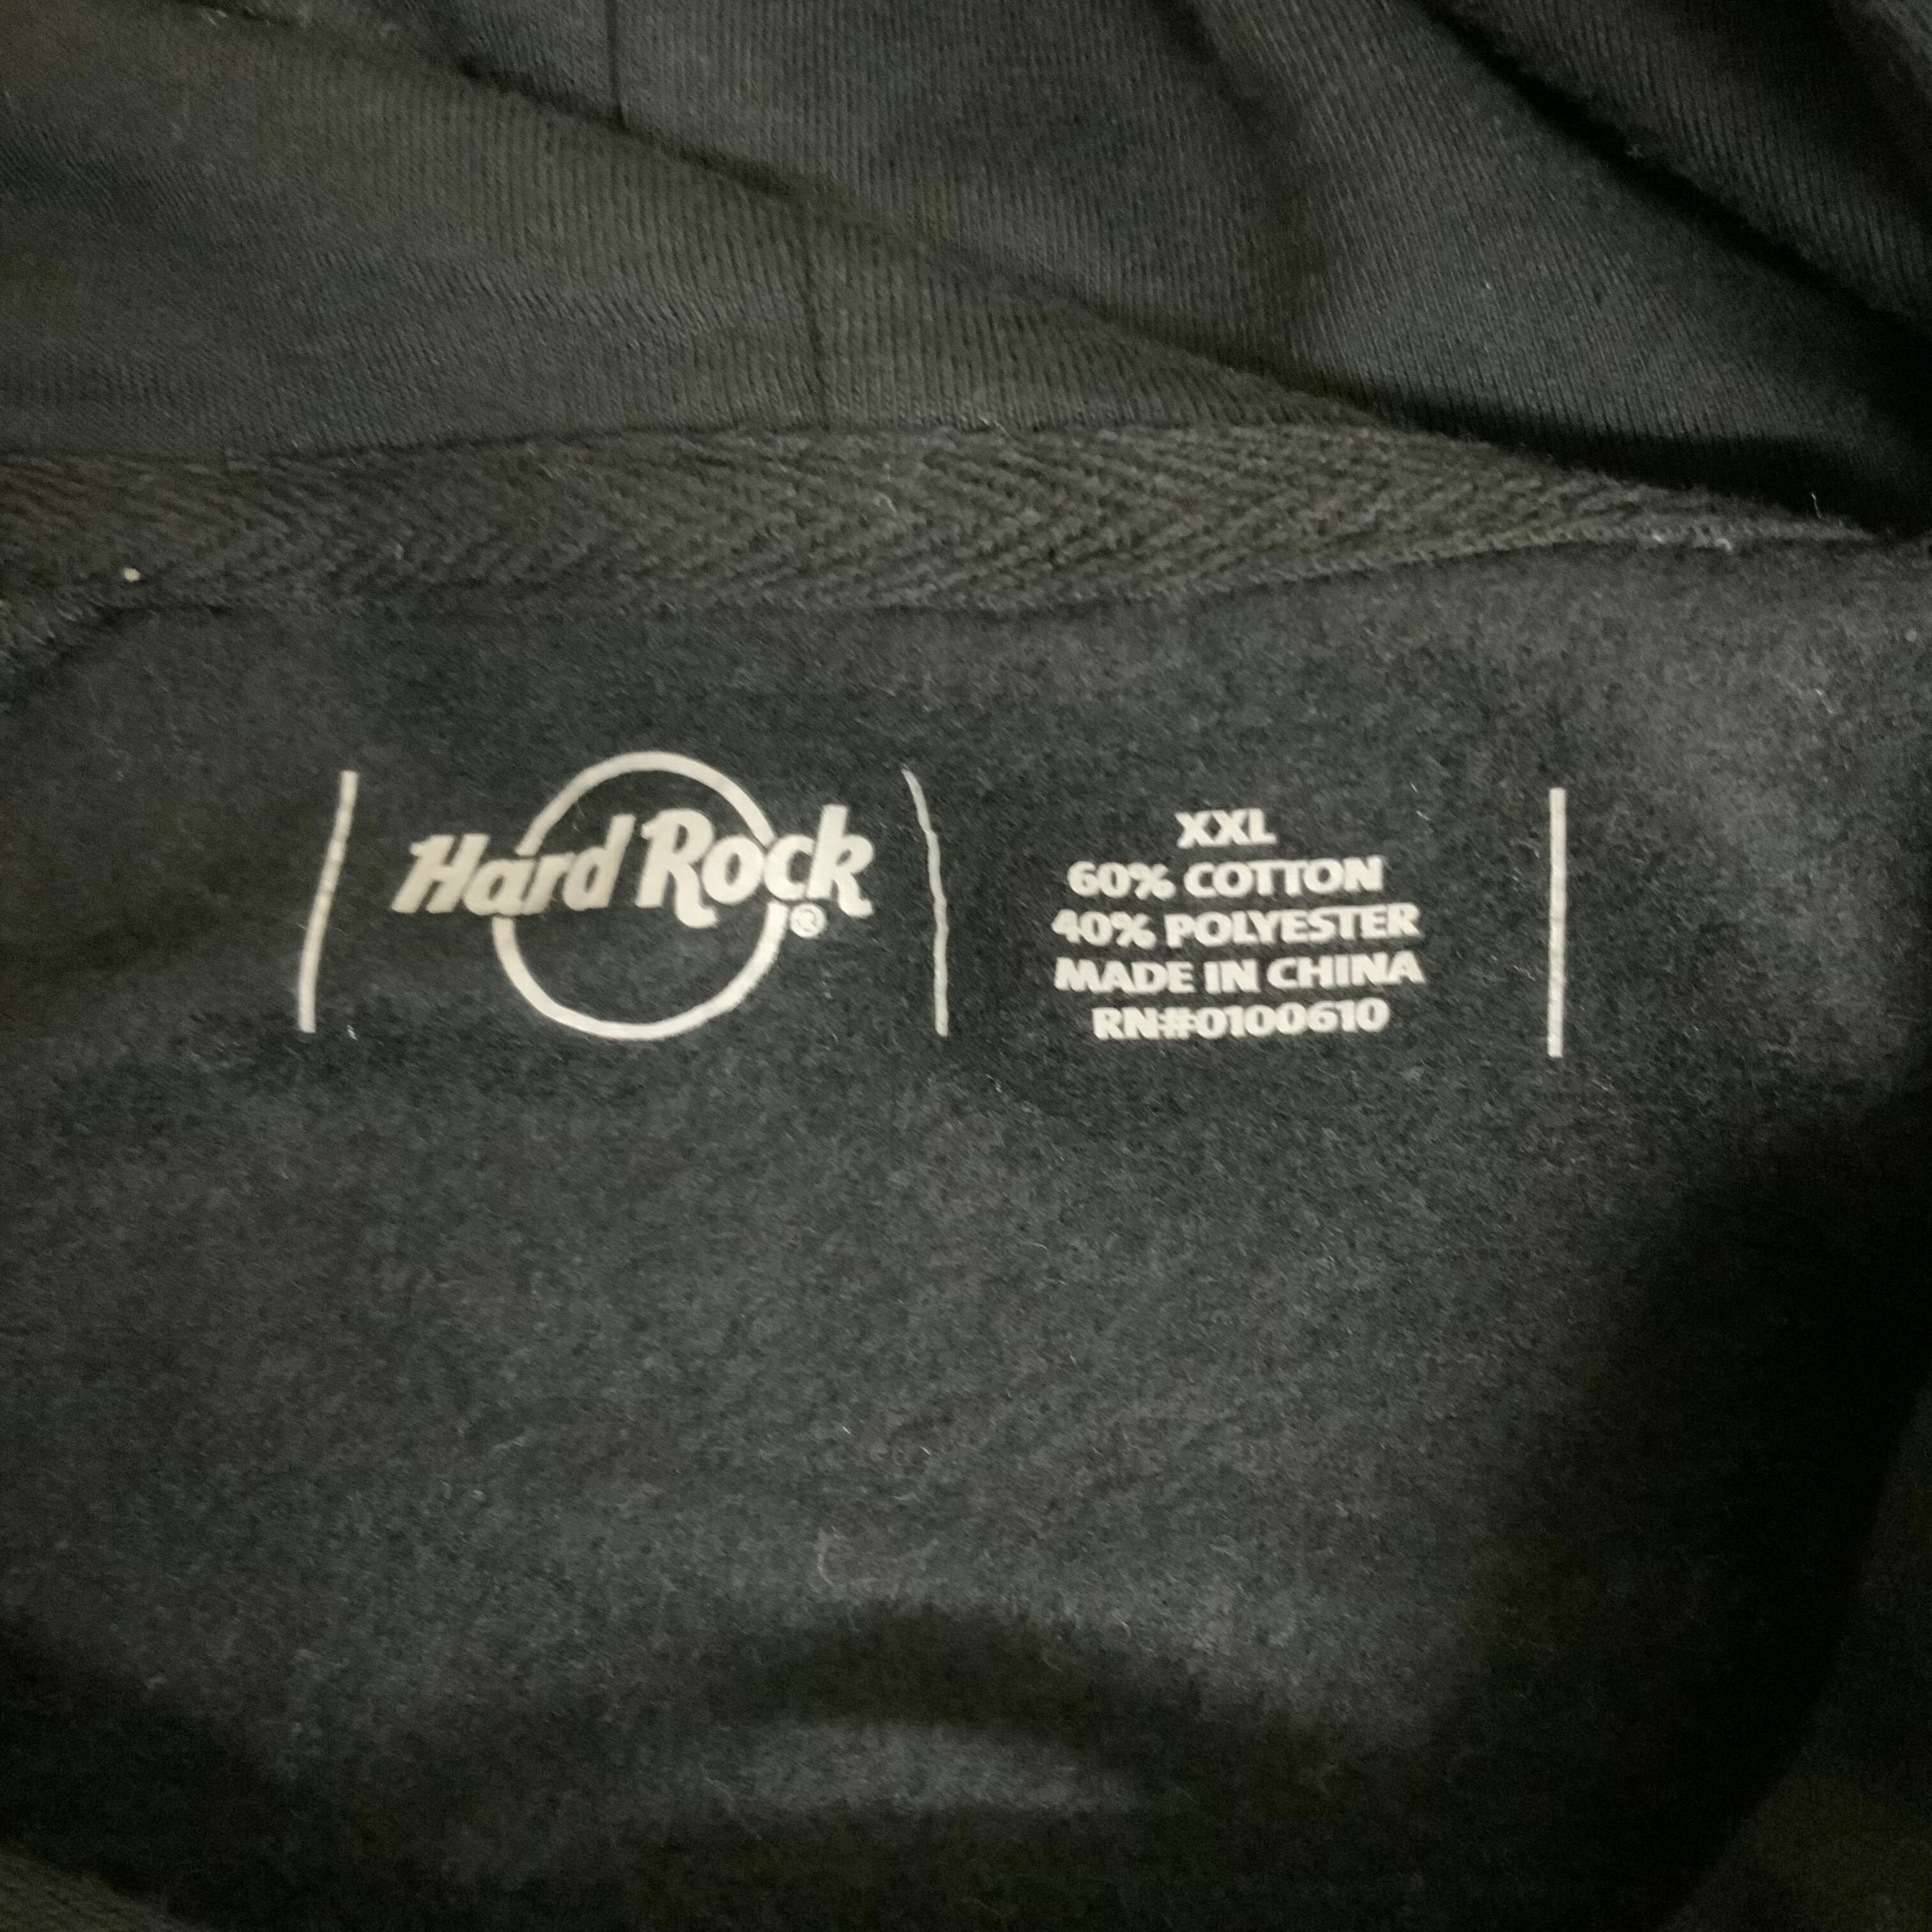 Hard Rock®
XXL
60% COTTON
40% POLYESTER
MADE IN CHINA
RN#0100610